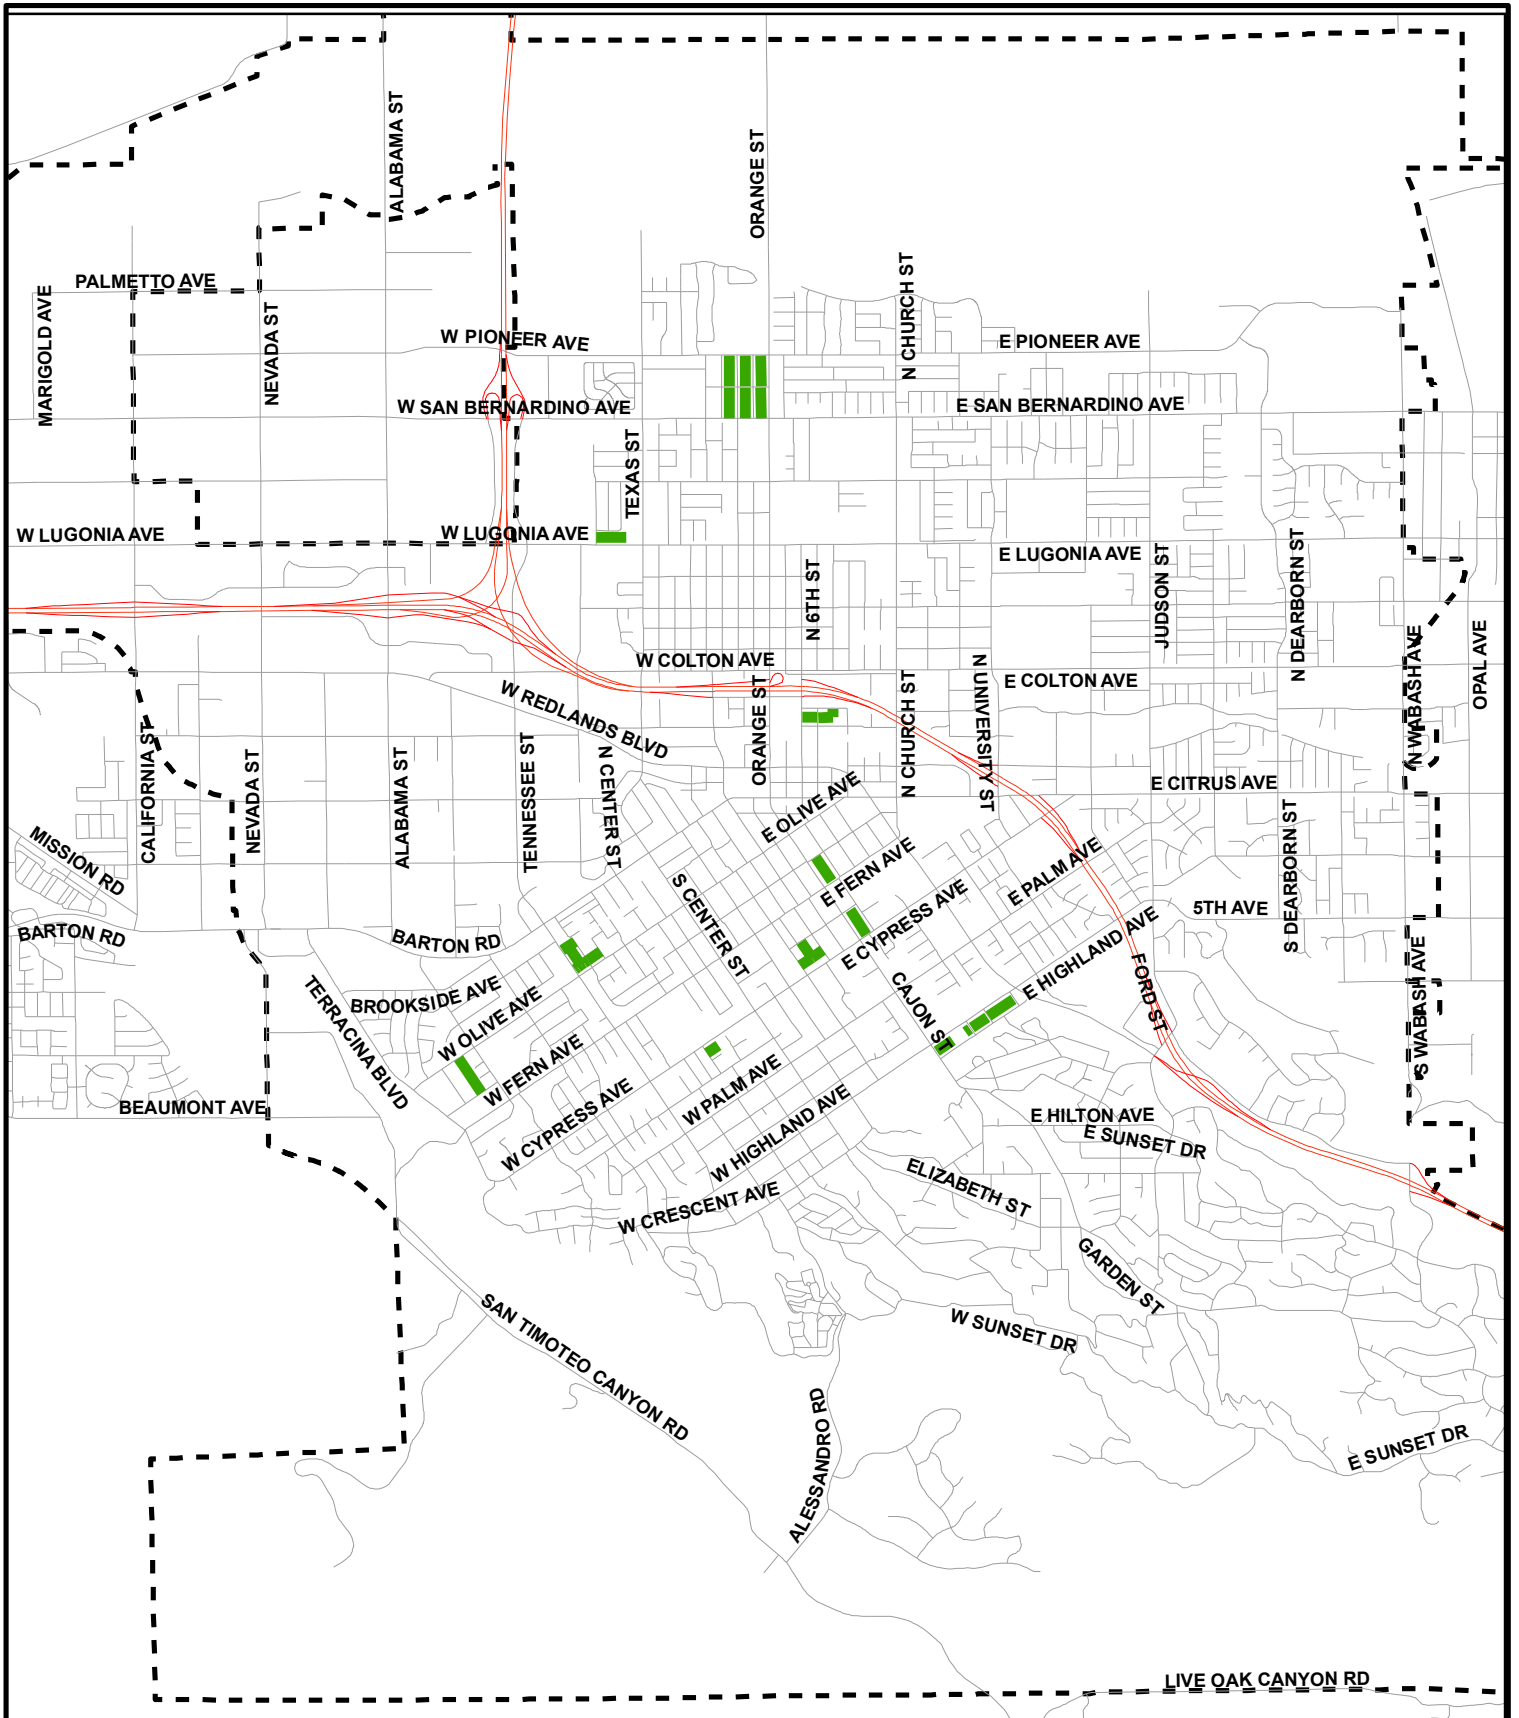 ALABAMA ST
ORANGE ST
PALMETTO AVE
N CHURCH ST
MARIGOLD AVE
NEVADA ST
W PIONEER AVE
E PIONEER AVE
W SAN BERNARDINO AVE
E SAN BERNARDINO AVE
TEXAS ST
W LUGONIA AVE
W LUGONIA AVE
E LUGONIA AVE
N 6TH ST
JUDSON ST
N DEARBORN ST
W COLTON AVE
E COLTON AVE
N WABASH AVE
OPAL AVE
W REDLANDS BLVD
ORANGE ST
N CHURCH ST
N UNIVERSITY ST
CALIFORNIA ST
NEVADA ST
ALABAMA ST
TENNESSEE ST
N CENTER ST
E CITRUS AVE
E OLIVE AVE
MISSION RD
E FERN AVE
E PALM AVE
S DEARBORN ST
S CENTER ST
E CYPRESS AVE
5TH AVE
BARTON RD
BARTON RD
E HIGHLAND AVE
TERRACINA BLVD
BROOKSIDE AVE
W OLIVE AVE
CAJON ST
FORD ST
S WABASH AVE
W FERN AVE
W CYPRESS AVE
W PALM AVE
BEAUMONT AVE
W HIGHLAND AVE
E HILTON AVE
E SUNSET DR
W CRESCENT AVE
ELIZABETH ST
GARDEN ST
SAN TIMOTEO CANYON RD
W SUNSET DR
ALESSANDRO RD
E SUNSET DR
LIVE OAK CANYON RD